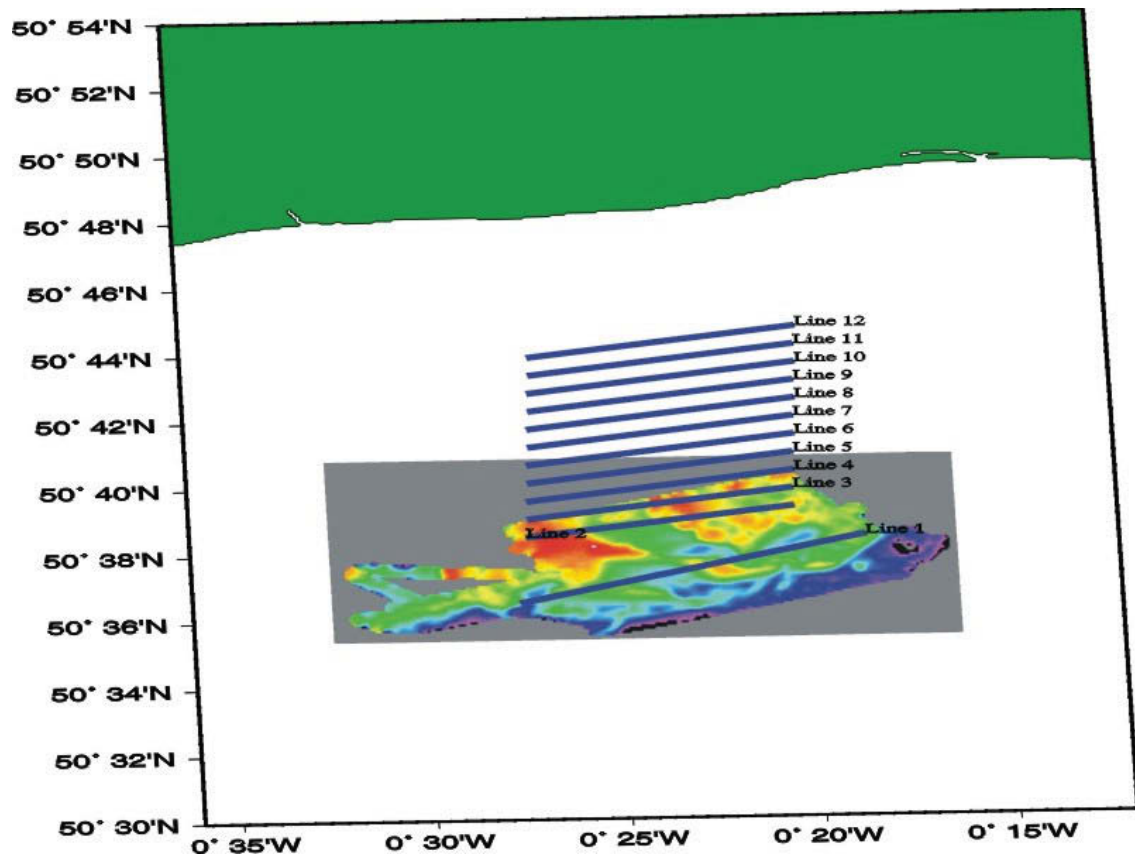 50° 54'N
50° 52'N
50° 50'N
50° 48'N
50° 46'N
50° 44'N
50° 42'N
50° 40'N
50° 38'N
50° 36'N
50° 34'N
50° 32'N
50° 30'N
Line 12
Line 11
Line 10
Line 9
Line 8
Line 7
Line 6
Line 5
Line 4
Line 3
Line 1
Line 2
0° 35'W
0° 30'W
0° 25'W
0° 20'W
0° 15'W